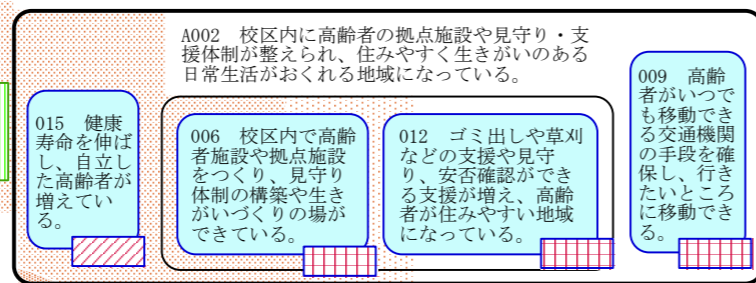 A002　校区内に高齢者の拠点施設や見守り・支
援体制が整えられ、住みやすく生きがいのある
日常生活がおくれる地域になっている。
015　健康
寿命を伸ば
し、自立し
た高齢者が
増えてい
る。
006　校区内で高齢
者施設や拠点施設
をつくり、見守り
体制の構築や生き
がいづくりの場が
できている。
012　ゴミ出しや草刈
などの支援や見守
り、安否確認ができ
る支援が増え、高齢
者が住みやすい地域
になっている。
009　高齢
者がいつで
も移動でき
る交通機関
の手段を確
保し、行き
たいところ
に移動でき
る。